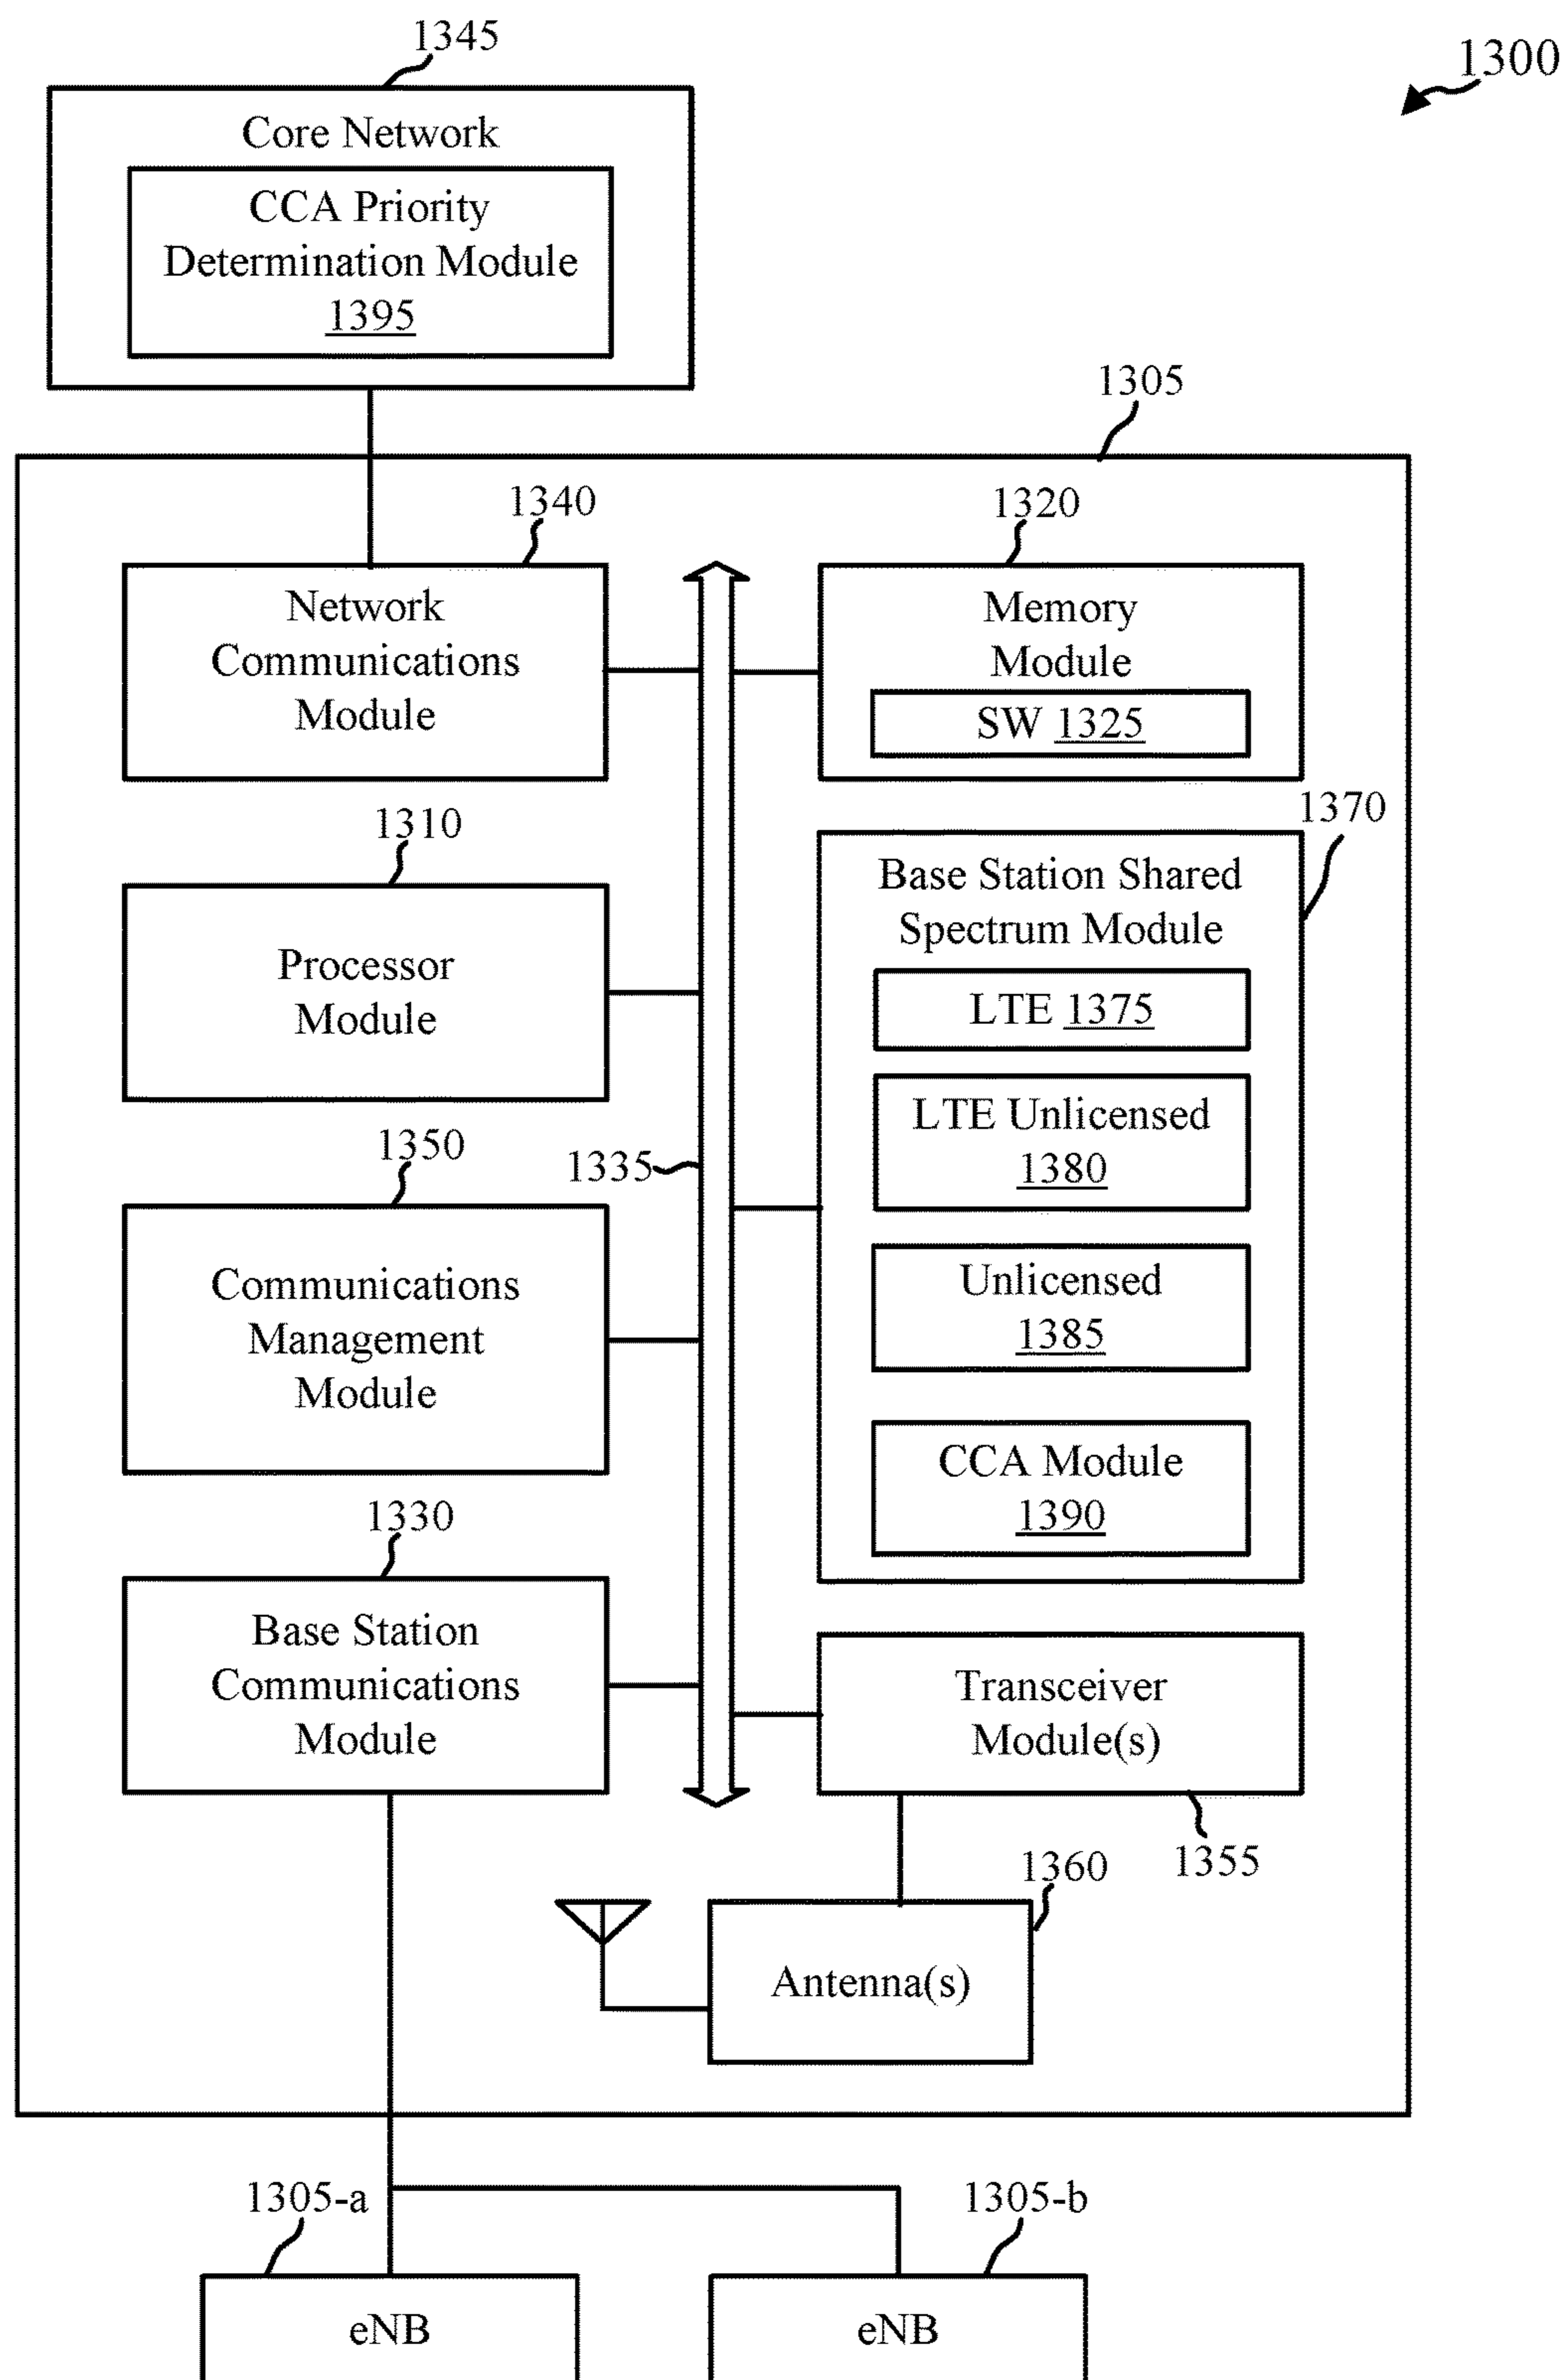 1345
1300
Core Network
CCA Priority
Determination Module
1395
1305
1340
1320
Network
Communications
Module
Memory
Module
SW 1325
1310
1370
Processor
Module
Base Station Shared
Spectrum Module
LTE 1375
LTE Unlicensed
1380
1350
1335
Communications
Management
Module
Unlicensed
1385
CCA Module
1390
1330
Base Station
Communications
Module
Transceiver
Module(s)
1355
1360
Antenna(s)
1305-a
1305-b
eNB
eNB